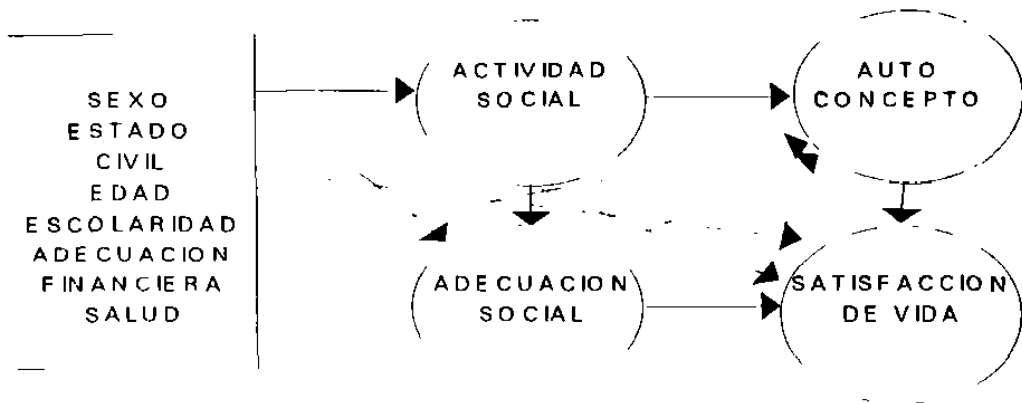 SEXO
ESTADO
CIVIL
EDAD
ESCOLARIDAD
ADECUACION
FINANCIERA
SALUD
ACTIVIDAD
SOCIAL
AUTO
CONCEPTO
ADECUACION
SOCIAL
SATISFACCION
DE VIDA